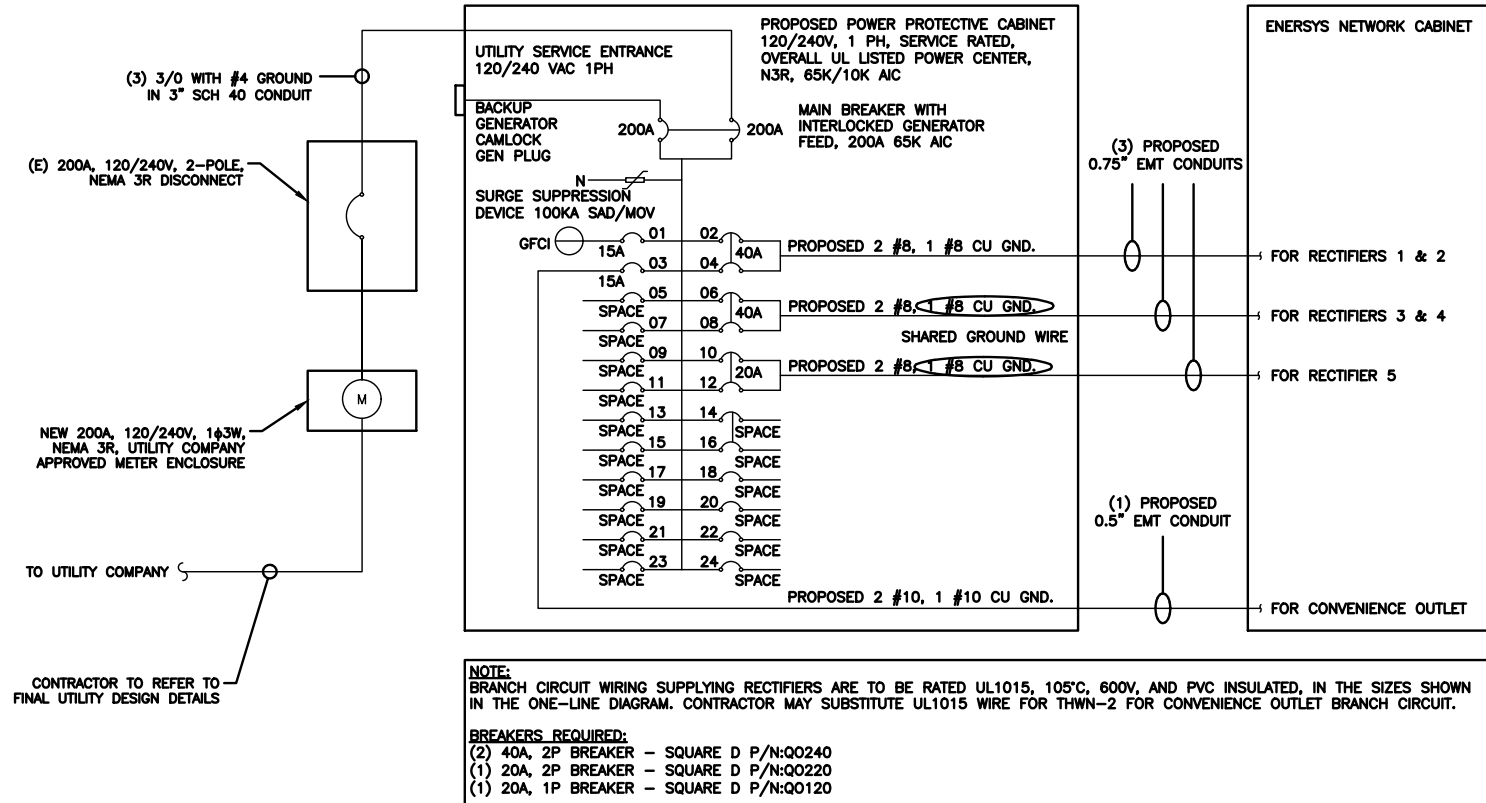 (3) 3/0 WITH #4 GROUND
IN 3" SCH 40 CONDUIT
(E) 200A, 120/240V, 2-POLE,
NEMA 3R DISCONNECT
M
NEW 200A, 120/240V, 1ϕ3W,
NEMA 3R, UTILITY COMPANY
APPROVED METER ENCLOSURE
TO UTILITY COMPANY
CONTRACTOR TO REFER TO
FINAL UTILITY DESIGN DETAILS
UTILITY SERVICE ENTRANCE
120/240 VAC 1PH
PROPOSED POWER PROTECTIVE CABINET
120/240V, 1 PH, SERVICE RATED,
OVERALL UL LISTED POWER CENTER,
N3R, 65K/10K AIC
BACKUP
GENERATOR
CAMLOCK
GEN PLUG
200A
200A
MAIN BREAKER WITH
INTERLOCKED GENERATOR
FEED, 200A 65K AIC
N
SURGE SUPPRESSION
DEVICE 100KA SAD/MOV
GFCI
15A
01
02
40A
PROPOSED 2 #8, 1 #8 CU GND.
15A
03
04
SPACE
05
06
40A
PROPOSED 2 #8, 1 #8 CU GND.
SPACE
07
08
SHARED GROUND WIRE
SPACE
09
10
20A
PROPOSED 2 #8, 1 #8 CU GND.
SPACE
11
12
SPACE
13
14
SPACE
SPACE
15
16
SPACE
SPACE
17
18
SPACE
SPACE
19
20
SPACE
SPACE
21
22
SPACE
SPACE
23
24
SPACE
PROPOSED 2 #10, 1 #10 CU GND.
(3) PROPOSED
0.75" EMT CONDUITS
(1) PROPOSED
0.5" EMT CONDUIT
ENERSYS NETWORK CABINET
FOR RECTIFIERS 1 & 2
FOR RECTIFIERS 3 & 4
FOR RECTIFIER 5
FOR CONVENIENCE OUTLET
NOTE:
BRANCH CIRCUIT WIRING SUPPLYING RECTIFIERS ARE TO BE RATED UL1015, 105°C, 600V, AND PVC INSULATED, IN THE SIZES SHOWN
IN THE ONE-LINE DIAGRAM. CONTRACTOR MAY SUBSTITUTE UL1015 WIRE FOR THWN-2 FOR CONVENIENCE OUTLET BRANCH CIRCUIT.
BREAKERS REQUIRED:
(2) 40A, 2P BREAKER - SQUARE D P/N:QO240
(1) 20A, 2P BREAKER - SQUARE D P/N:QO220
(1) 20A, 1P BREAKER - SQUARE D P/N:QO120